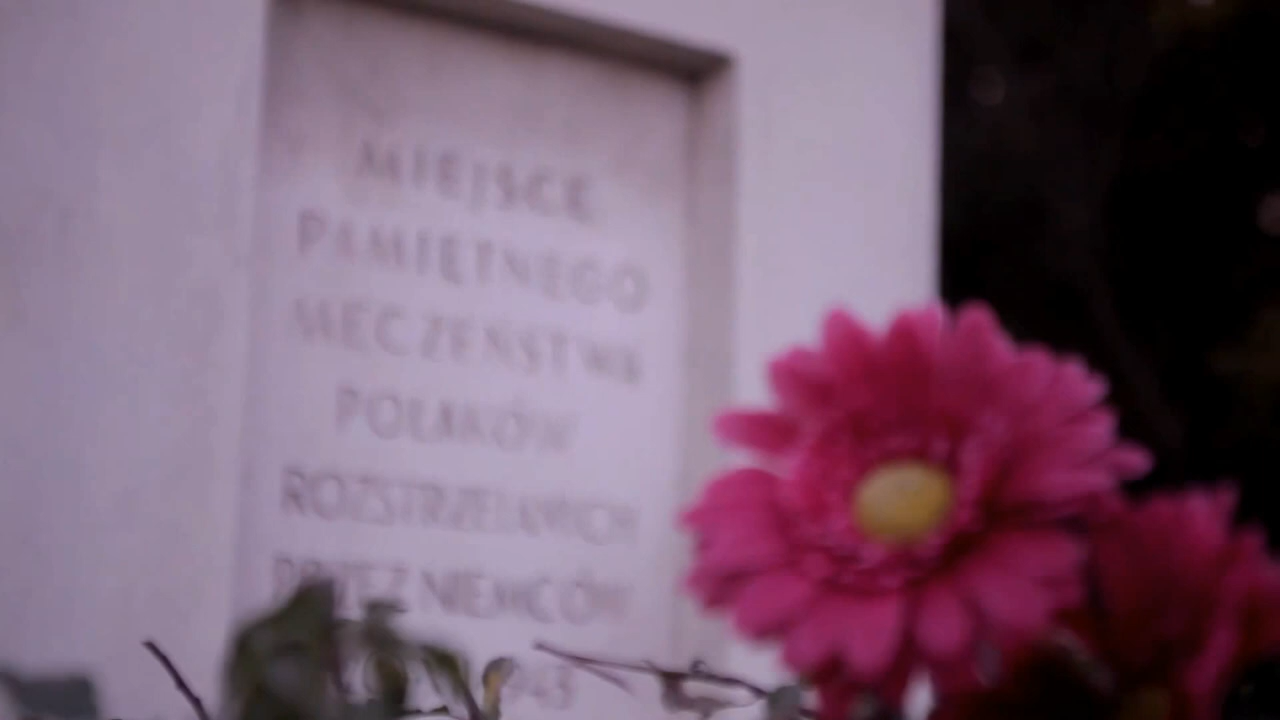 MIEJSCE
PAMIĘTNEGO
MĘCZEŃSTWA
POLAKÓW
ROZSTRZELANYCH
PRZEZ NIEMCÓW